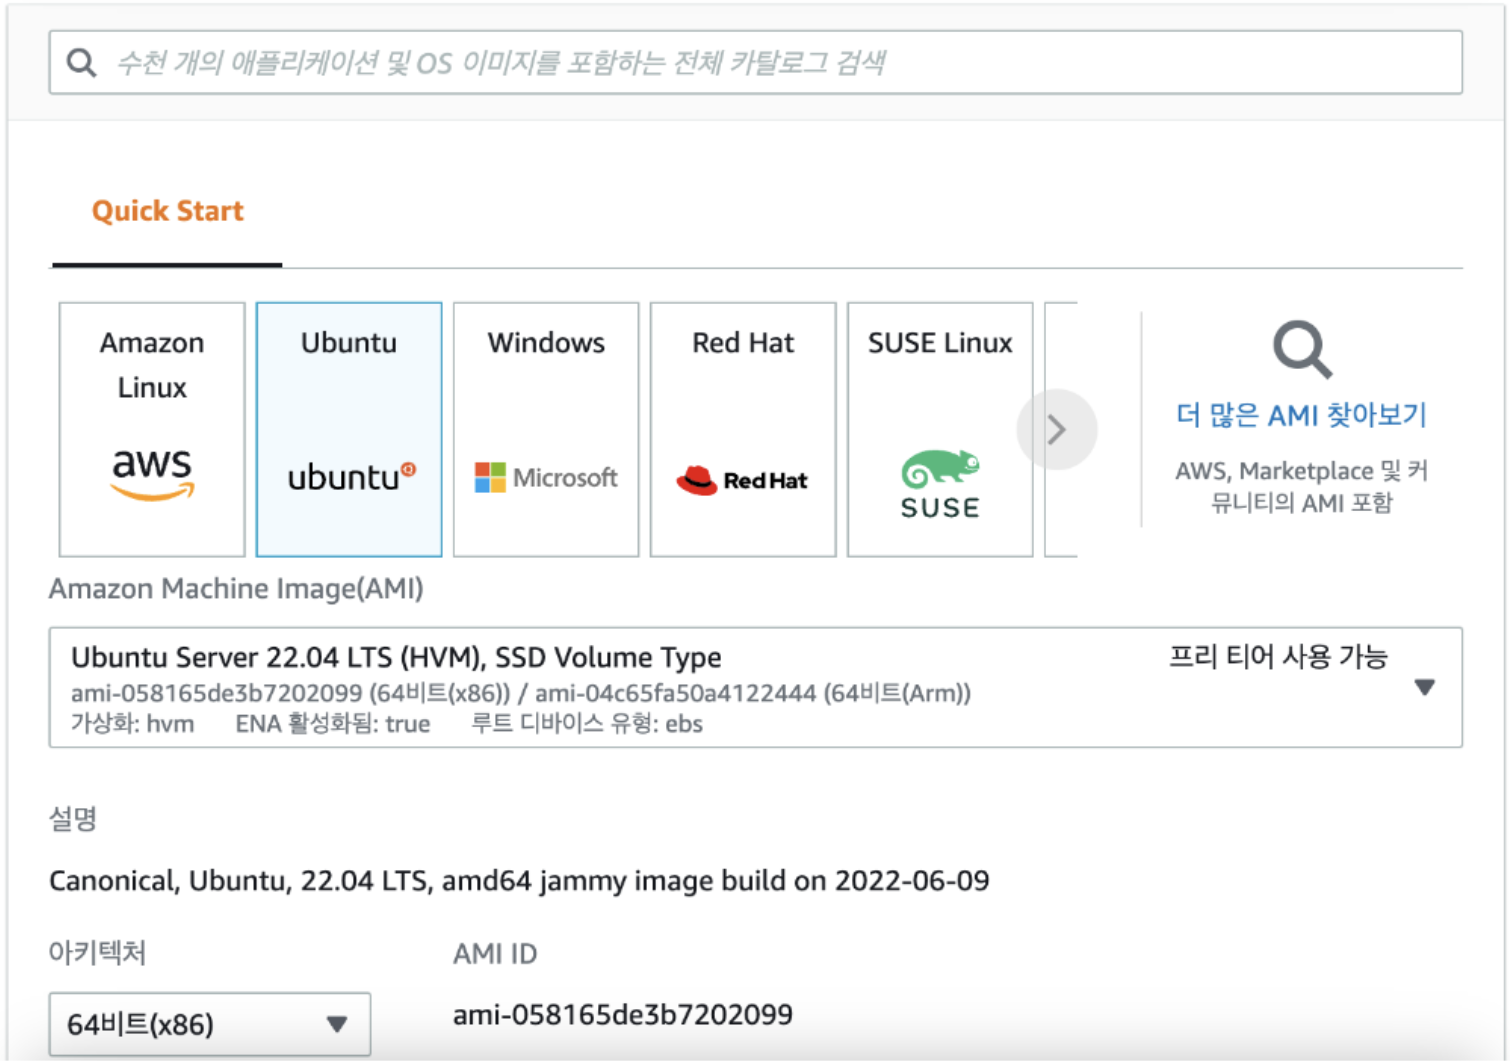 수천 개의 애플리케이션 및 OS 이미지를 포함하는 전체 카탈로그 검색
Quick Start
Amazon
Linux
aws
Ubuntu
ubuntu
Windows
Microsoft
Red Hat
Red Hat
SUSE Linux
SUSE
더 많은 AMI 찾아보기
AWS, Marketplace 및 커
뮤니티의 AMI 포함
Amazon Machine Image(AMI)
Ubuntu Server 22.04 LTS (HVM), SSD Volume Type
프리 티어 사용 가능
ami-058165de3b7202099 (64비트(x86)) / ami-04c65fa50a4122444 (64비트(Arm))
가상화: hvm ENA 활성화됨: true 루트 디바이스 유형: ebs
설명
Canonical, Ubuntu, 22.04 LTS, amd64 jammy image build on 2022-06-09
아키텍처
AMI ID
64비트(x86)
ami-058165de3b7202099